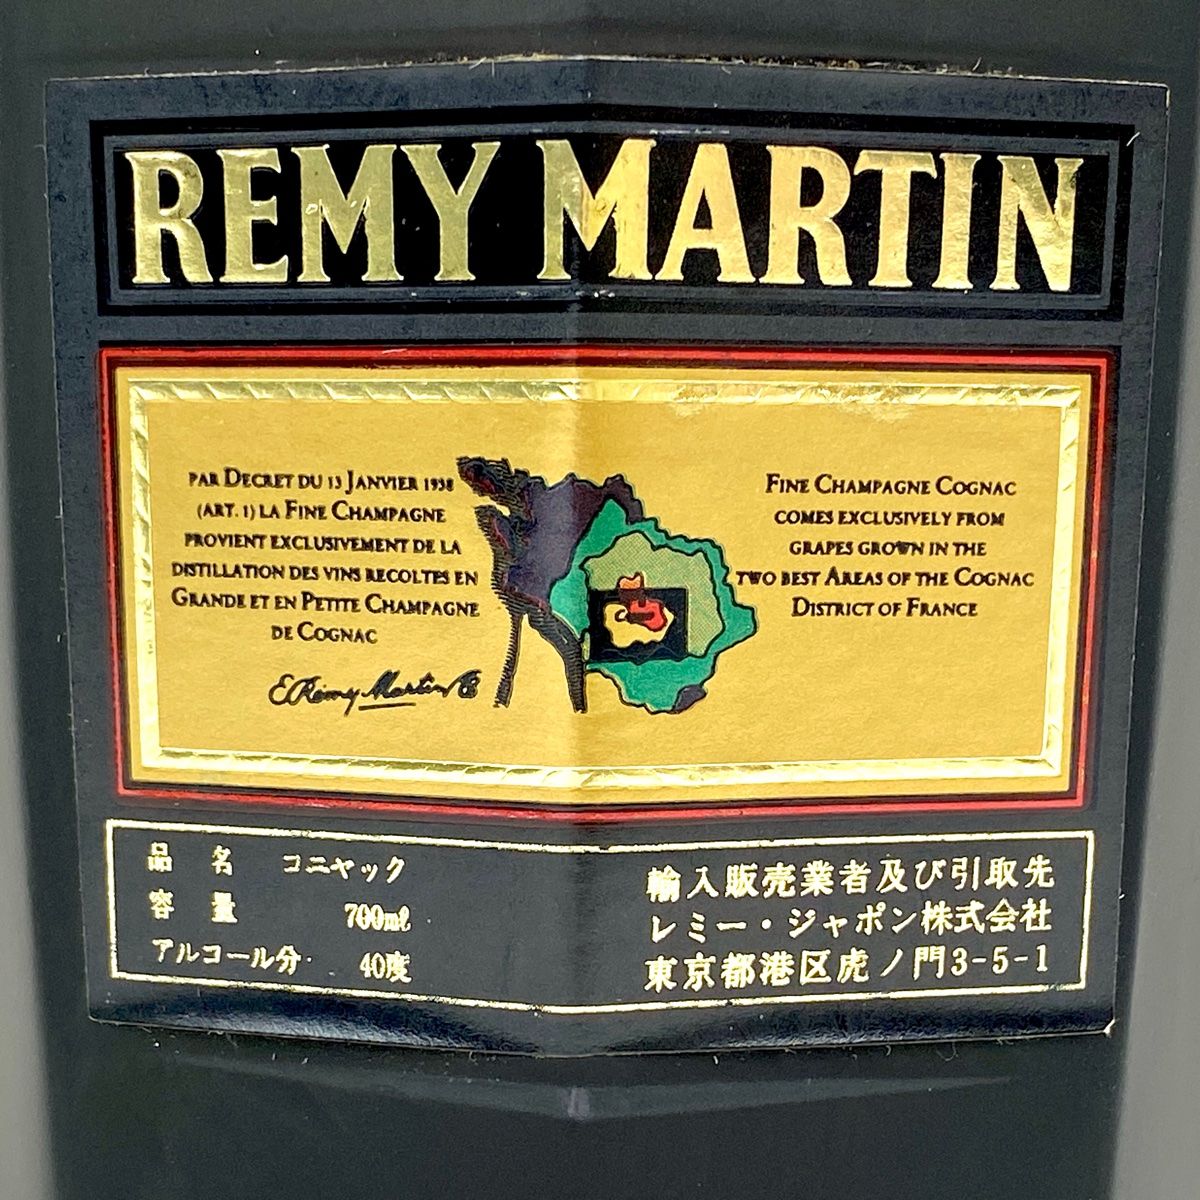 REMY MARTIN
PAR DECRET DU 13 JANVIER 1938
(ART. 1) LA FINE CHAMPAGNE
PROVIENT EXCLUSIVEMENT DE LA
DISTILLATION DES VINS RECOLTES EN
GRANDE ET EN PETITE CHAMPAGNE
DE COGNAC
E. Rémy Martin & Co
FINE CHAMPAGNE COGNAC
COMES EXCLUSIVELY FROM
GRAPES GROWN IN THE
TWO BEST AREAS OF THE COGNAC
DISTRICT OF FRANCE
品名 コニャック
容量 700ml
アルコール分 40度
輸入販売業者及び引取先
レミー・ジャポン株式会社
東京都港区虎ノ門3-5-1